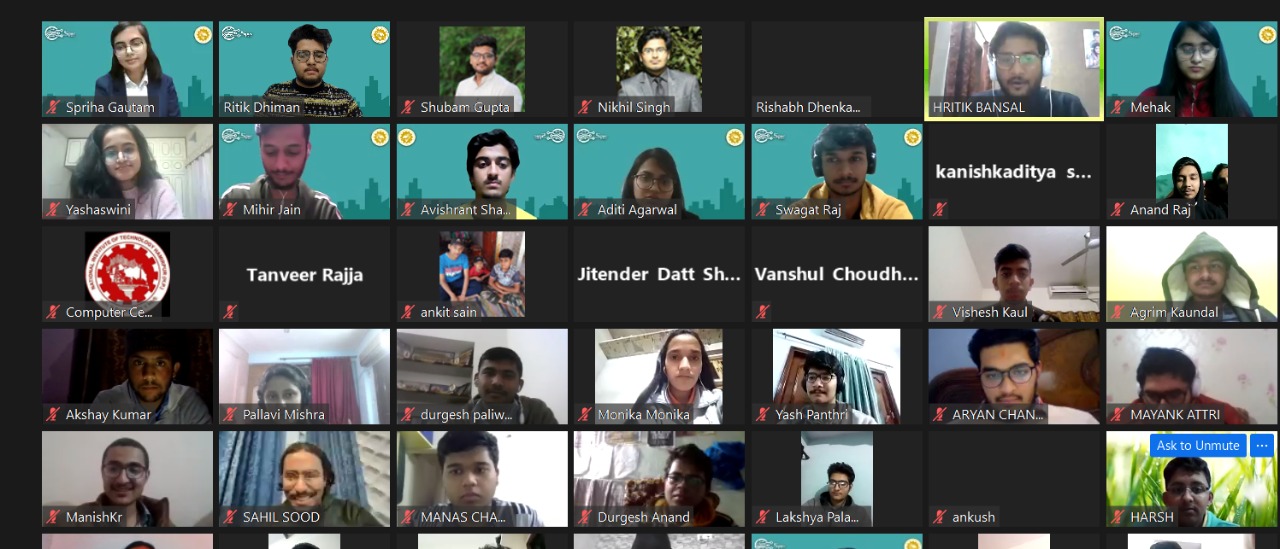 Spriha Gautam
Ritik Dhiman
Shubam Gupta
Nikhil Singh
Rishabh Dhenka...
HRITIK BANSAL
Mehak
Yashaswini
Mihir Jain
Avishrant Sha...
Aditi Agarwal
Swagat Raj
kanishkaditya s...
Anand Raj
Computer Ce...
Tanveer Rajja
ankit sain
Jitender Datt Sh...
Vanshul Choudh...
Vishesh Kaul
Agrim Kaundal
Akshay Kumar
Pallavi Mishra
durgesh paliw...
Monika Monika
Yash Panthri
ARYAN CHAN...
MAYANK ATTRI
ManishKr
SAHIL SOOD
MANAS CHA...
Durgesh Anand
Lakshya Pala...
ankush
Ask to Unmute
...
HARSH